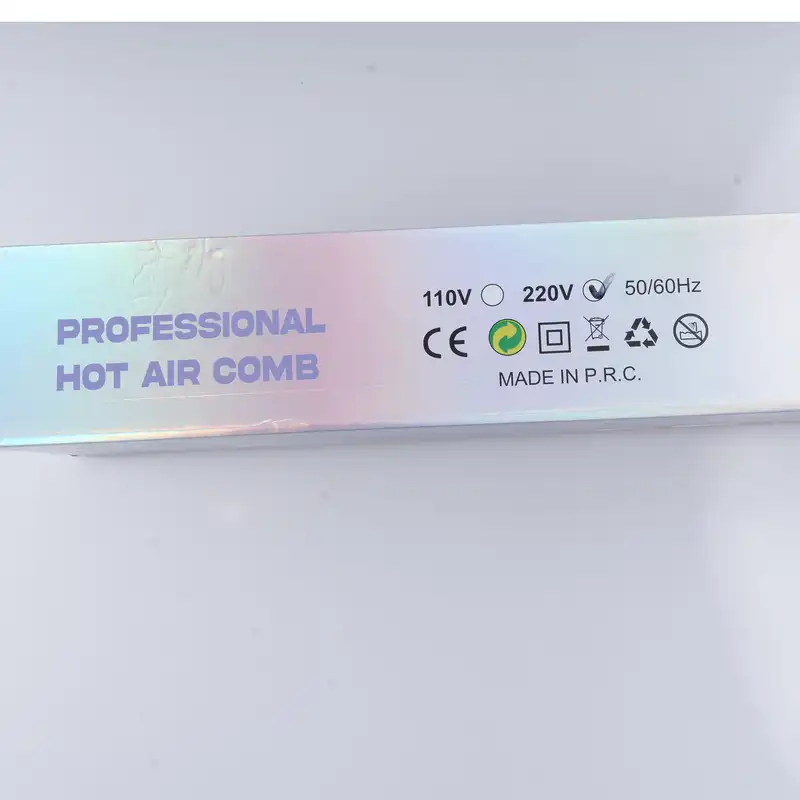 PROFESSIONAL
HOT AIR COMB
110V 220V 50/60Hz
CE
MADE IN P.R.C.